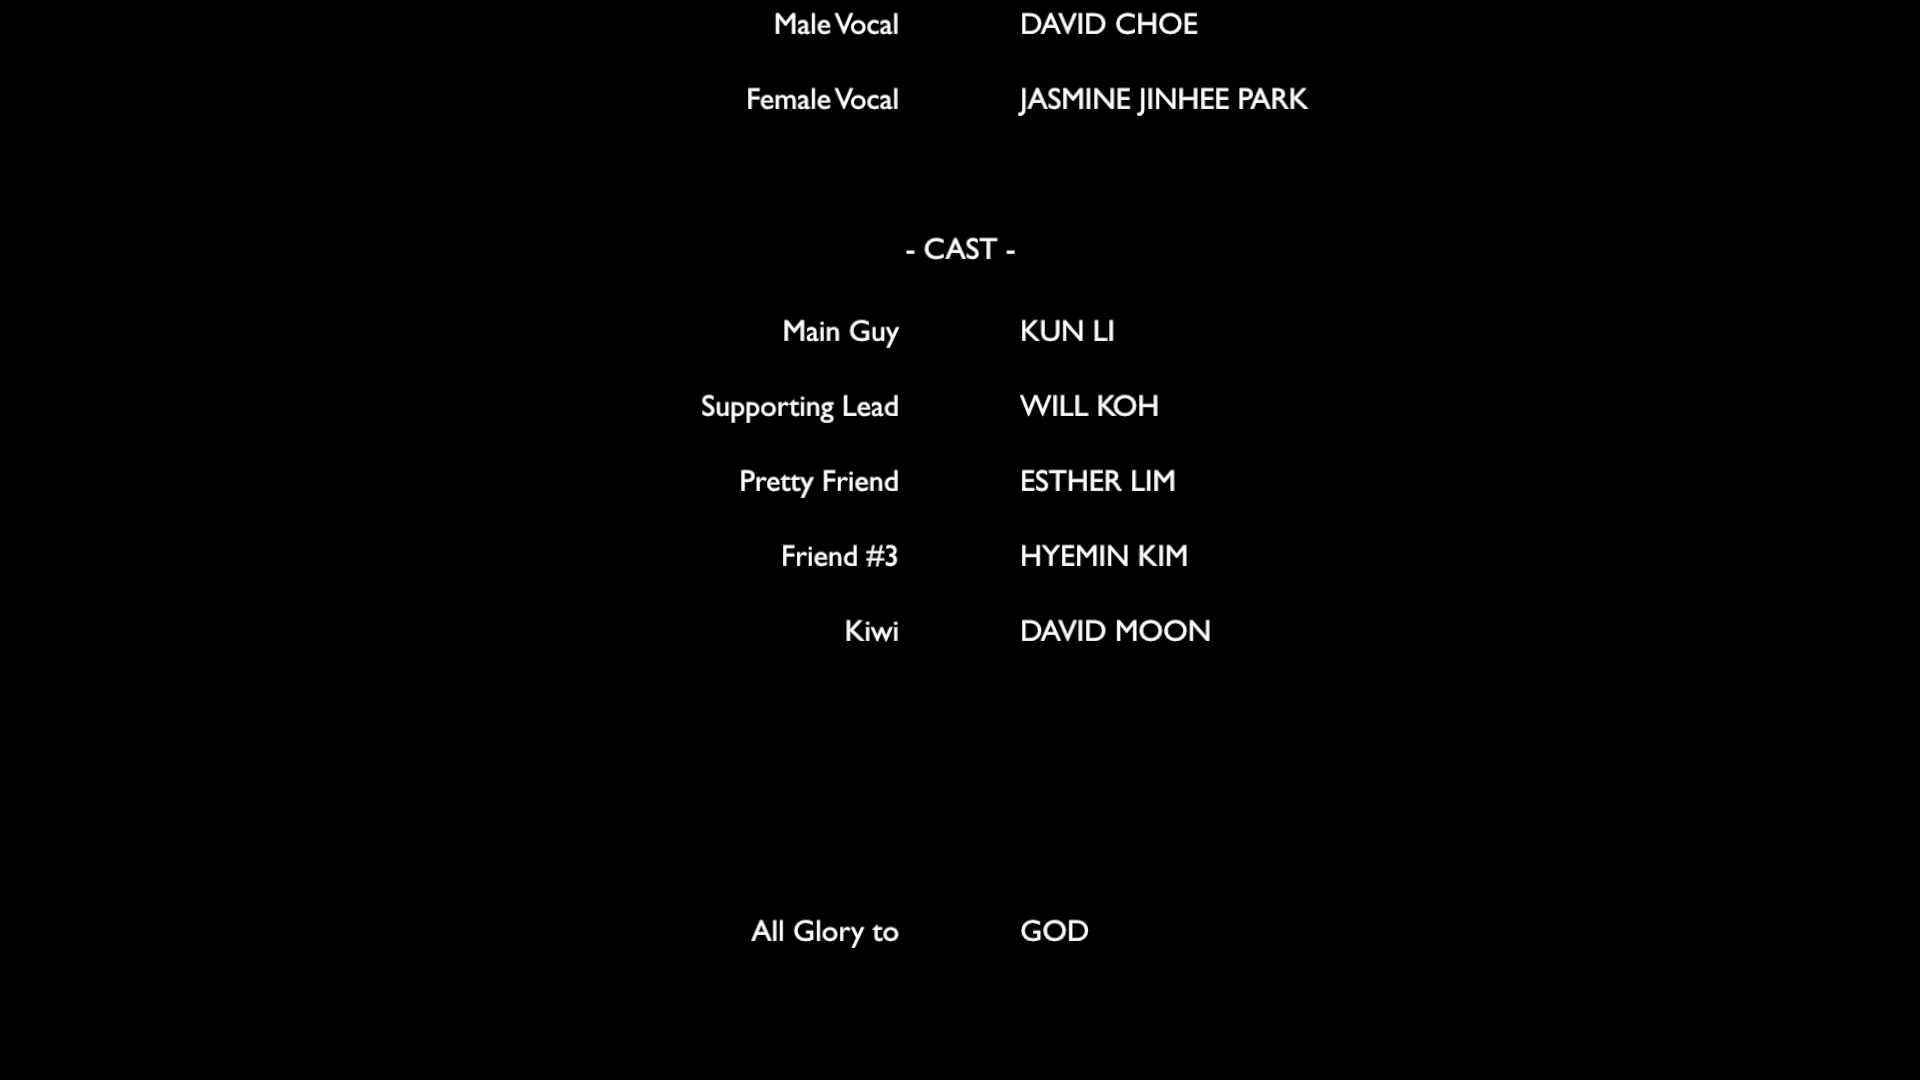 Male Vocal DAVID CHOE
Female Vocal JASMINE JINHEE PARK
- CAST -
Main Guy KUN LI
Supporting Lead WILL KOH
Pretty Friend ESTHER LIM
Friend #3 HYEMIN KIM
Kiwi DAVID MOON
All Glory to GOD